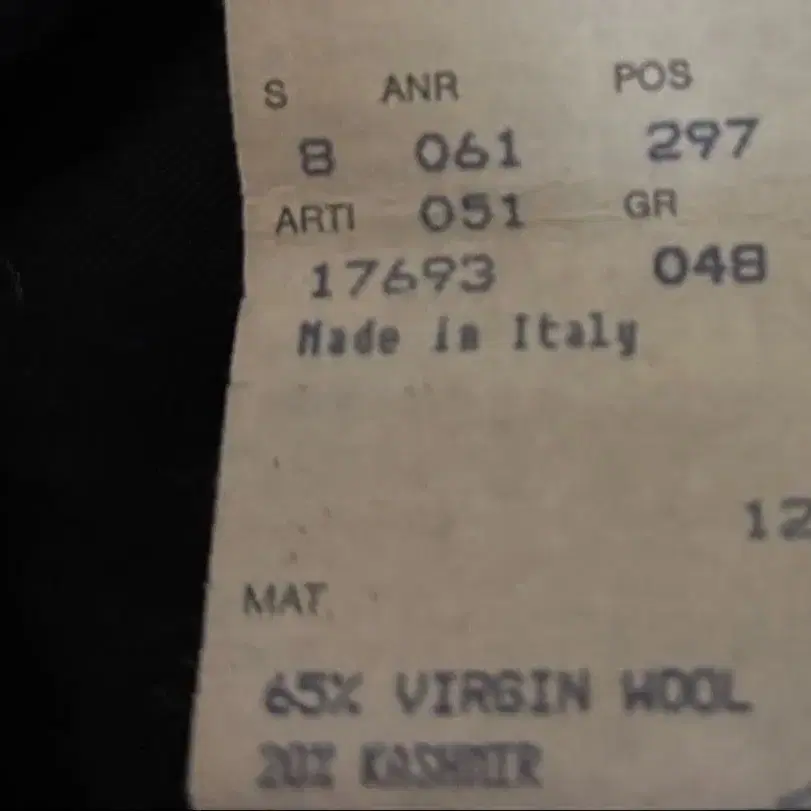 S ANR POS
8 061 297
ARTI 051 GR
17693 048
Made in Italy
12
MAT.
65% VIRGIN WOOL
20% KASHMIR